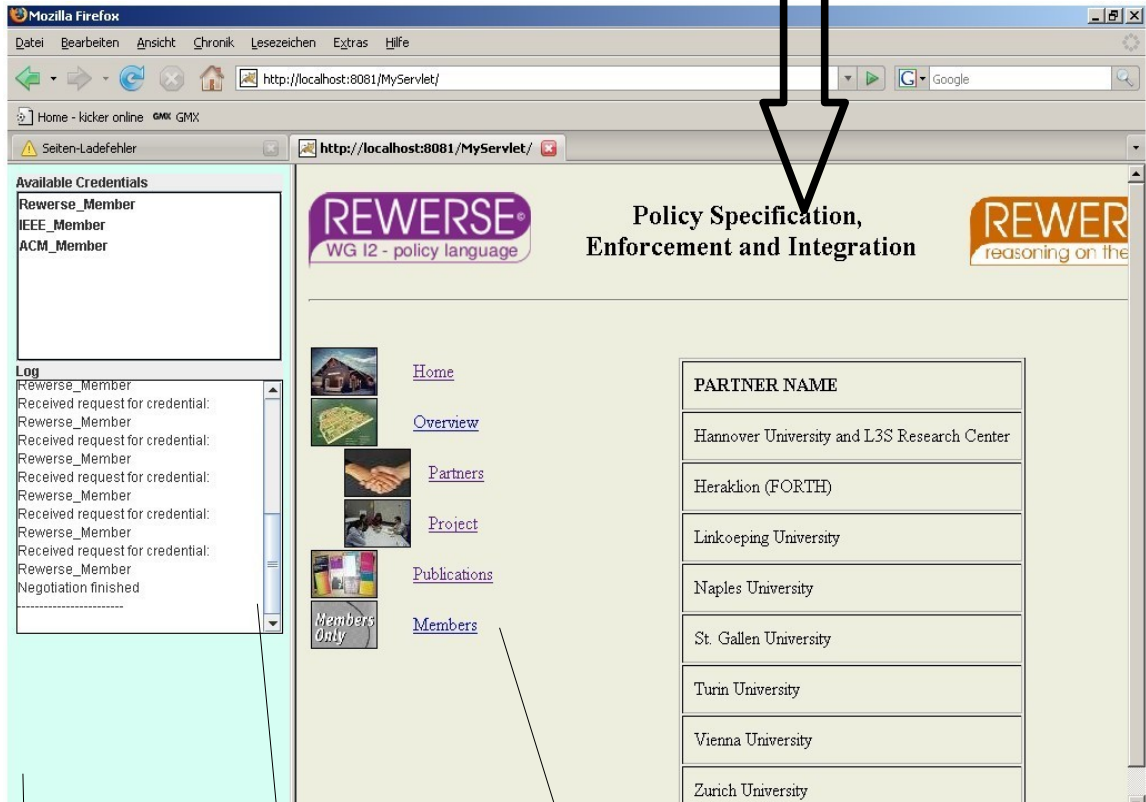 Mozilla Firefox
Datei Bearbeiten Ansicht Chronik Lesezeichen Extras Hilfe
http://localhost:8081/MyServlet/
G Google
Home - kicker online GMX GMX
Seiten-Ladefehler
http://localhost:8081/MyServlet/
Available Credentials
Rewerse_Member
IEEE_Member
ACM_Member
Log
Rewerse_Member
Received request for credential:
Rewerse_Member
Received request for credential:
Rewerse_Member
Received request for credential:
Rewerse_Member
Received request for credential:
Rewerse_Member
Received request for credential:
Rewerse_Member
Negotiation finished
------------------------
REWERSE©
WG I2 - policy language
Policy Specification,
Enforcement and Integration
REWER
reasoning on the
Home
Overview
Partners
Project
Publications
Members Only
Members
PARTNER NAME
Hannover University and L3S Research Center
Heraklion (FORTH)
Linkoeping University
Naples University
St. Gallen University
Turin University
Vienna University
Zurich University